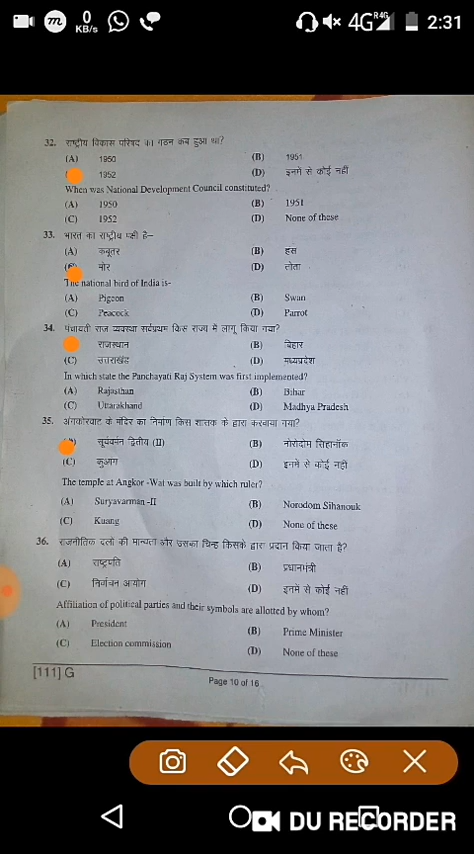 m 0 KB/s 4G R4G 2:31
32. राष्ट्रीय विकास परिषद का गठन कब हुआ था?
(A) 1950 (B) 1951
1952 (D) इनमें से कोई नहीं
When was National Development Council constituted?
(A) 1950 (B) 1951
(C) 1952 (D) None of these
33. भारत का राष्ट्रीय पक्षी है–
(A) कबूतर (B) हंस
मोर (D) तोता
The national bird of India is-
(A) Pigeon (B) Swan
(C) Peacock (D) Parrot
34. पंचायती राज व्यवस्था सर्वप्रथम किस राज्य में लागू किया गया?
राजस्थान (B) बिहार
(C) उत्तराखंड (D) मध्यप्रदेश
In which state the Panchayati Raj System was first implemented?
(A) Rajasthan (B) Bihar
(C) Uttarakhand (D) Madhya Pradesh
35. अंगकोरवाट के मंदिर का निर्माण किस शासक के द्वारा करवाया गया?
सूर्यवर्मन द्वितीय (II) (B) नोरोदोम सिहानॉक
(C) कुआंग (D) इनमें से कोई नहीं
The temple at Angkor -Wat was built by which ruler?
(A) Suryavarman -II (B) Norodom Sihanouk
(C) Kuang (D) None of these
36. राजनीतिक दलों की मान्यता और उसका चिन्ह किसके द्वारा प्रदान किया जाता है?
(A) राष्ट्रपति (B) प्रधानमंत्री
(C) निर्वाचन आयोग (D) इनमें से कोई नहीं
Affiliation of political parties and their symbols are allotted by whom?
(A) President (B) Prime Minister
(C) Election commission (D) None of these
[111] G Page 10 of 16
DU RECORDER